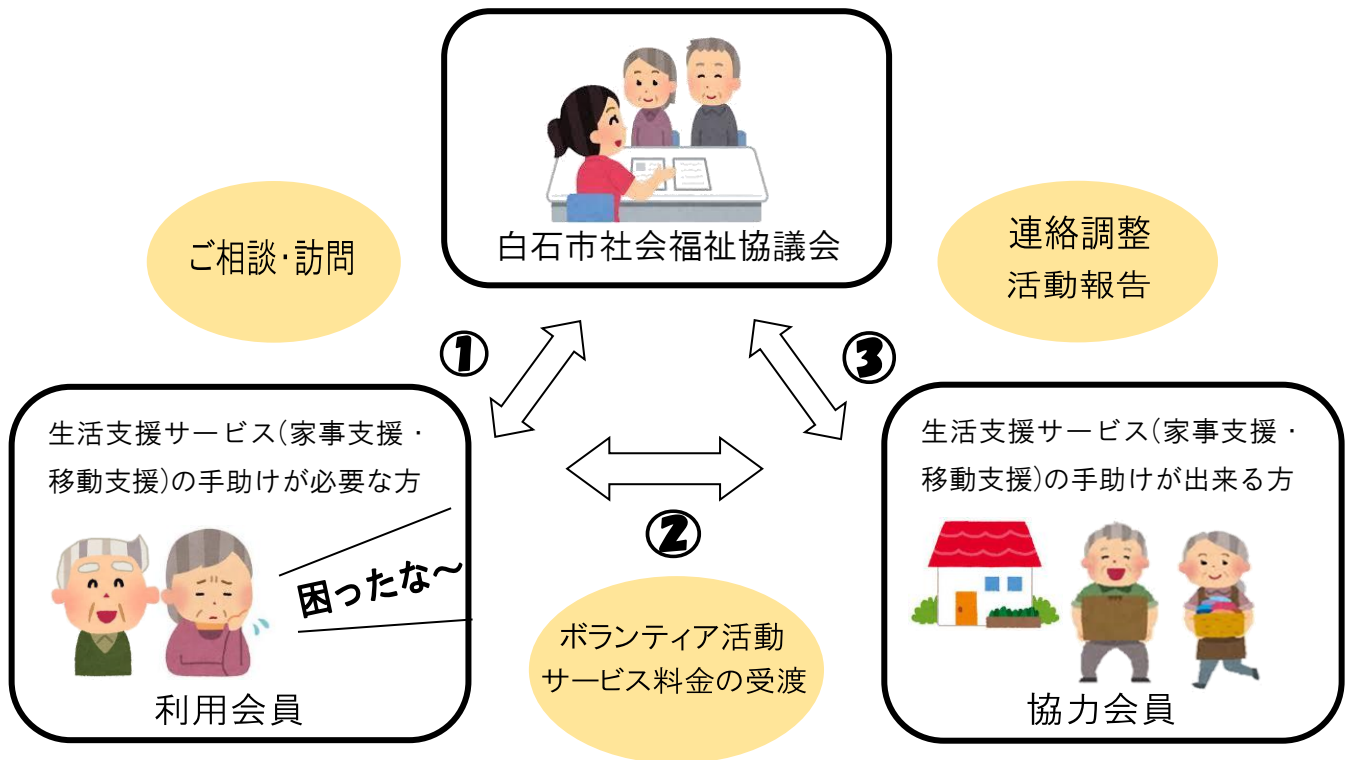 白石市社会福祉協議会
ご相談・訪問
連絡調整
活動報告
①
③
生活支援サービス(家事支援・
移動支援)の手助けが必要な方
困ったな～
利用会員
②
ボランティア活動
サービス料金の受渡
生活支援サービス(家事支援・
移動支援)の手助けが出来る方
協力会員